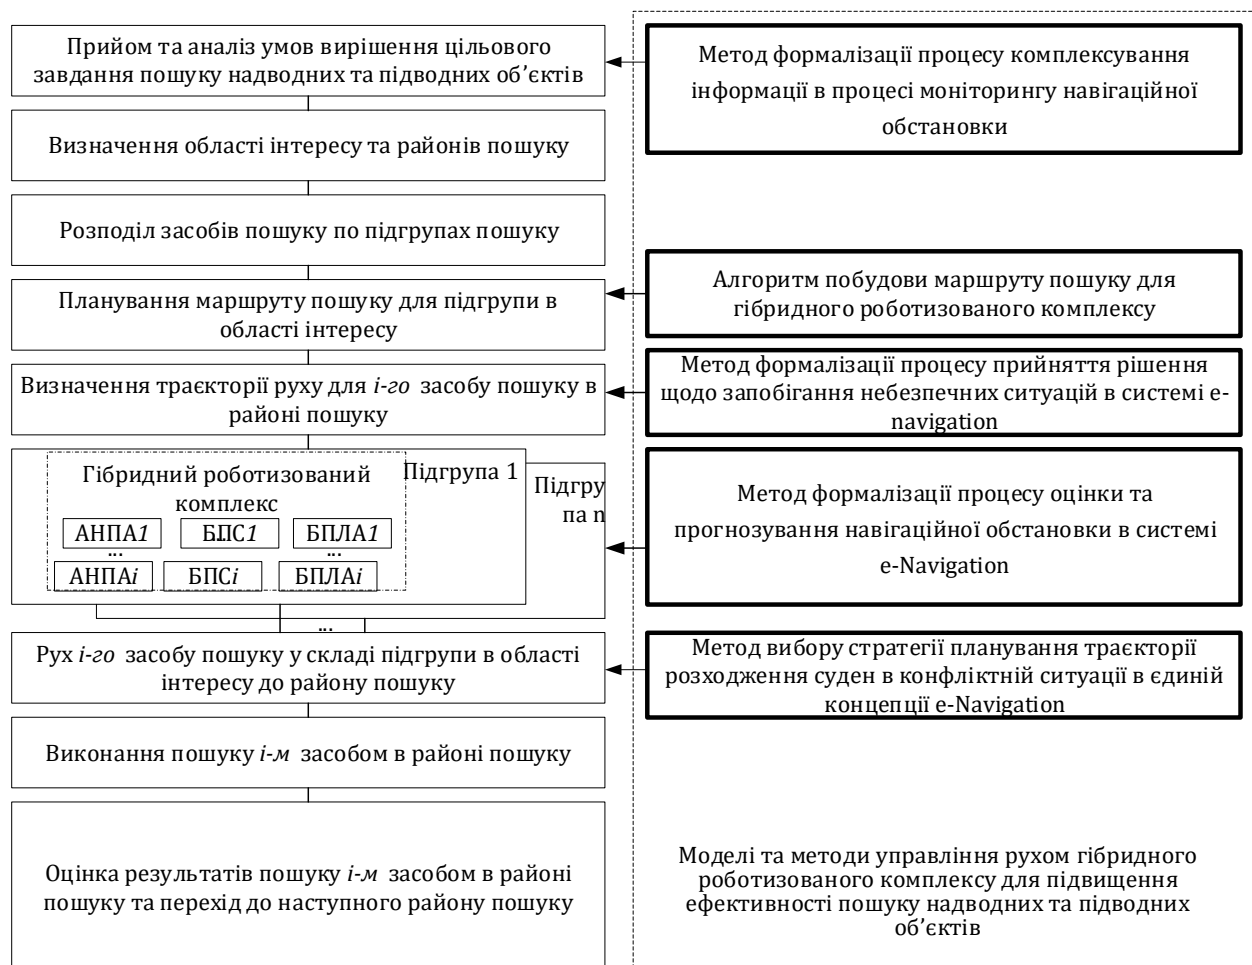 Прийом та аналіз умов вирішення цільового
завдання пошуку надводних та підводних об’єктів
Визначення області інтересу та районів пошуку
Розподіл засобів пошуку по підгрупах пошуку
Планування маршруту пошуку для підгрупи в
області інтересу
Визначення траєкторії руху для i-го засобу пошуку в
районі пошуку
Гібридний роботизований
комплекс
Підгрупа 1
Підгру
па n
АНПА1
БПС1
БПЛА1
...
...
...
АНПАi
БПСi
БПЛАi
...
Рух i-го засобу пошуку у складі підгрупи в області
інтересу до району пошуку
Виконання пошуку i-м засобом в районі пошуку
Оцінка результатів пошуку i-м засобом в районі
пошуку та перехід до наступного району пошуку
Метод формалізації процесу комплексування
інформації в процесі моніторингу навігаційної
обстановки
Алгоритм побудови маршруту пошуку для
гібридного роботизованого комплексу
Метод формалізації процесу прийняття рішення
щодо запобігання небезпечних ситуацій в системі e-
navigation
Метод формалізації процесу оцінки та
прогнозування навігаційної обстановки в системі
e-Navigation
Метод вибору стратегії планування траєкторії
розходження суден в конфліктній ситуації в єдиній
концепції e-Navigation
Моделі та методи управління рухом гібридного
роботизованого комплексу для підвищення
ефективності пошуку надводних та підводних
об’єктів